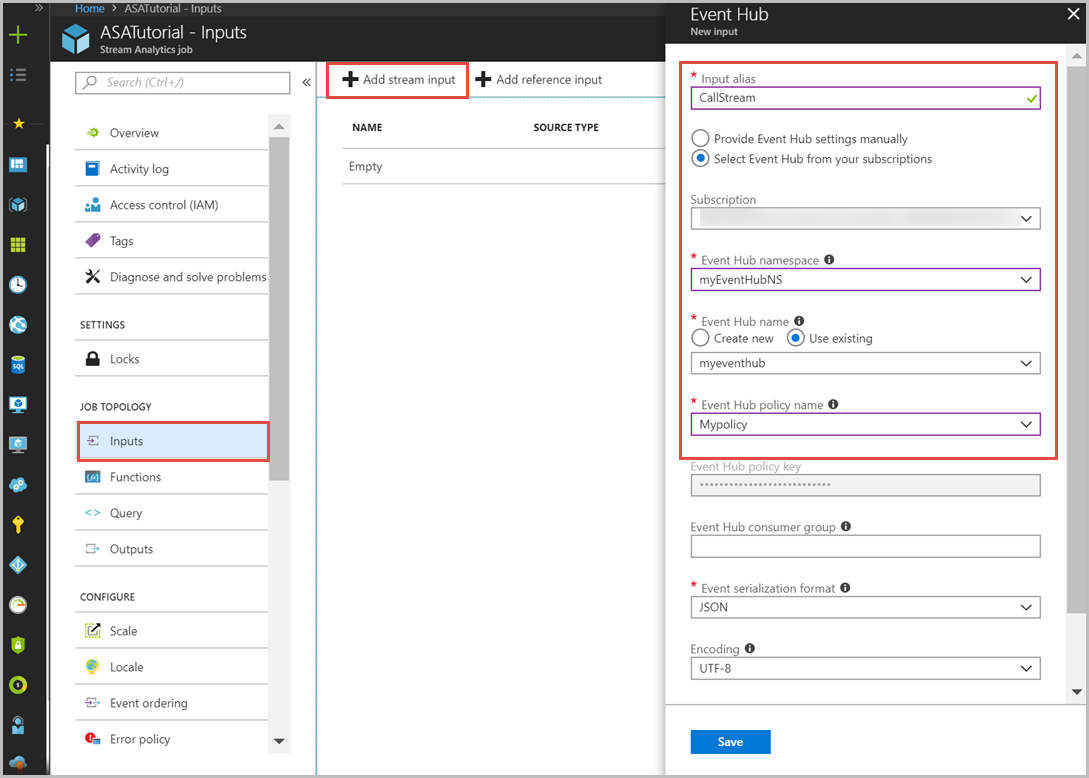 Home > ASATutorial - Inputs
ASATutorial - Inputs
Stream Analytics job
Search (Ctrl+/)
Overview
Activity log
Access control (IAM)
Tags
Diagnose and solve problems
SETTINGS
Locks
JOB TOPOLOGY
Inputs
Functions
Query
Outputs
CONFIGURE
Scale
Locale
Event ordering
Error policy
Add stream input
Add reference input
NAME SOURCE TYPE
Empty
Event Hub
New input
* Input alias
CallStream
Provide Event Hub settings manually
Select Event Hub from your subscriptions
Subscription
* Event Hub namespace
myEventHubNS
* Event Hub name
Create new Use existing
myeventhub
* Event Hub policy name
Mypolicy
Event Hub policy key
Event Hub consumer group
* Event serialization format
JSON
Encoding
UTF-8
Save